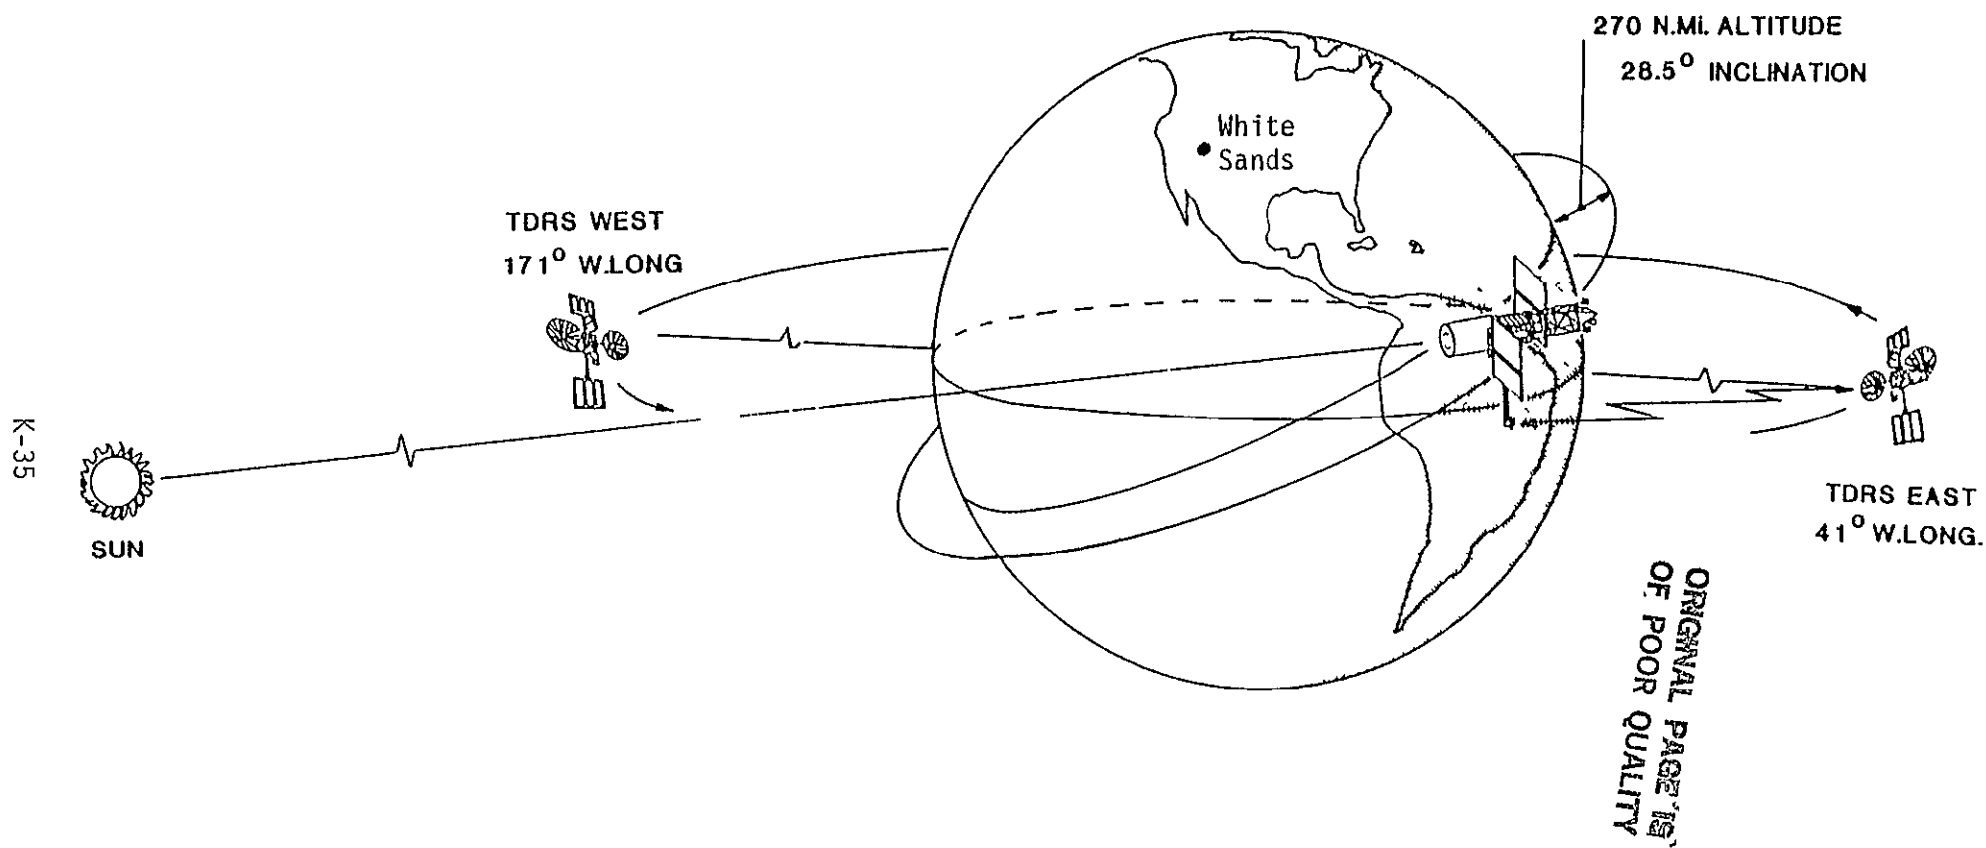 270 N.Mi. ALTITUDE
28.5° INCLINATION
White
Sands
TDRS WEST
171° W.LONG
K-35
SUN
TDRS EAST
41° W.LONG.
ORIGINAL PAGE IS
OF POOR QUALITY